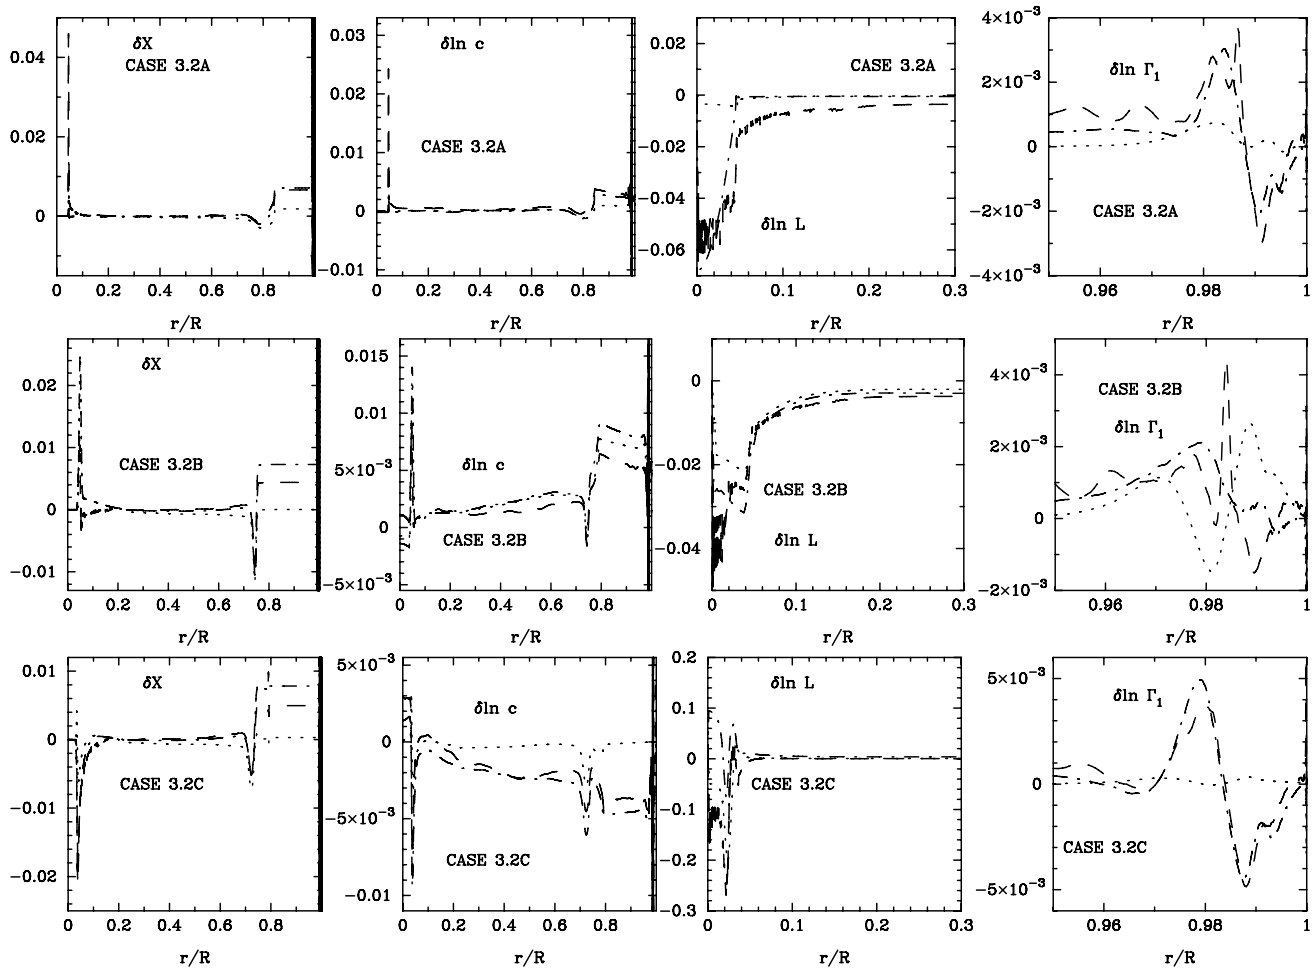 δX
CASE 3.2A
0.04
0.02
0
0 0.2 0.4 0.6 0.8
r/R
δln c
CASE 3.2A
0.03
0.02
0.01
0
−0.01
0 0.2 0.4 0.6 0.8
r/R
CASE 3.2A
δln L
0.02
0
−0.02
−0.04
−0.06
0 0.1 0.2 0.3
r/R
δln Γ1
CASE 3.2A
4×10−3
2×10−3
0
−2×10−3
−4×10−3
0.96 0.98 1
r/R
δX
CASE 3.2B
0.02
0.01
0
−0.01
0 0.2 0.4 0.6 0.8
r/R
δln c
CASE 3.2B
0.015
0.01
5×10−3
0
−5×10−3
0 0.2 0.4 0.6 0.8
r/R
CASE 3.2B
δln L
0
−0.02
−0.04
0 0.1 0.2 0.3
r/R
CASE 3.2B
δln Γ1
4×10−3
2×10−3
0
−2×10−3
0.96 0.98 1
r/R
δX
CASE 3.2C
0.01
0
−0.01
−0.02
0 0.2 0.4 0.6 0.8
r/R
δln c
CASE 3.2C
5×10−3
0
−5×10−3
−0.01
0 0.2 0.4 0.6 0.8
r/R
δln L
CASE 3.2C
0.2
0.1
0
−0.1
−0.2
−0.3
0 0.1 0.2 0.3
r/R
δln Γ1
CASE 3.2C
5×10−3
0
−5×10−3
0.96 0.98 1
r/R